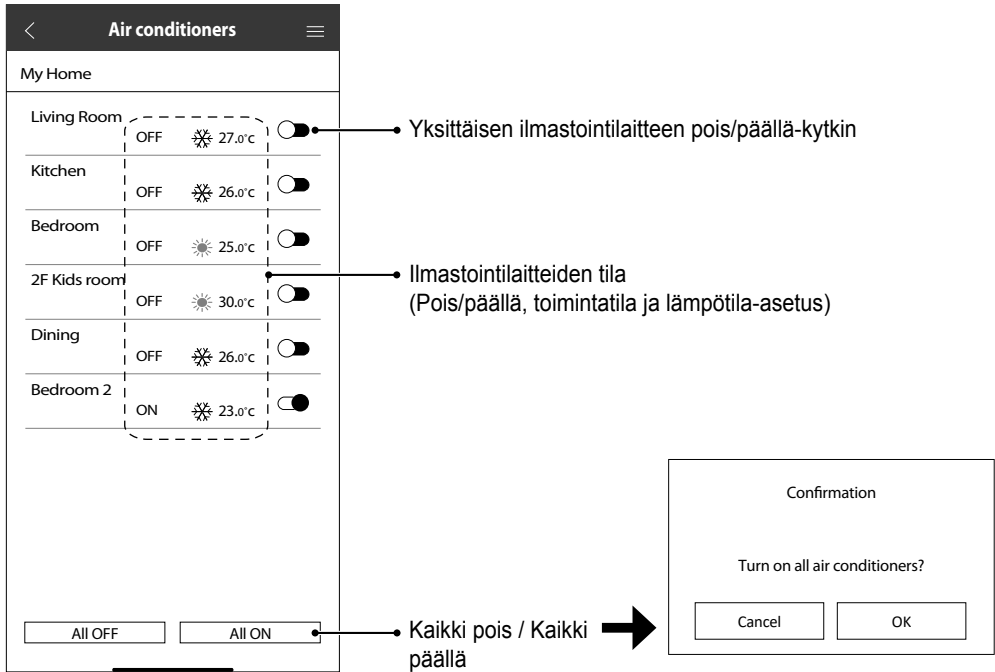 Air conditioners
My Home
Living Room
OFF 27.0°c
Kitchen
OFF 26.0°c
Bedroom
OFF 25.0°c
2F Kids room
OFF 30.0°c
Dining
OFF 26.0°c
Bedroom 2
ON 23.0°c
All OFF All ON
Yksittäisen ilmastointilaitteen pois/päällä-kytkin
Ilmastointilaitteiden tila
(Pois/päällä, toimintatila ja lämpötila-asetus)
Kaikki pois / Kaikki
päällä
Confirmation
Turn on all air conditioners?
Cancel OK